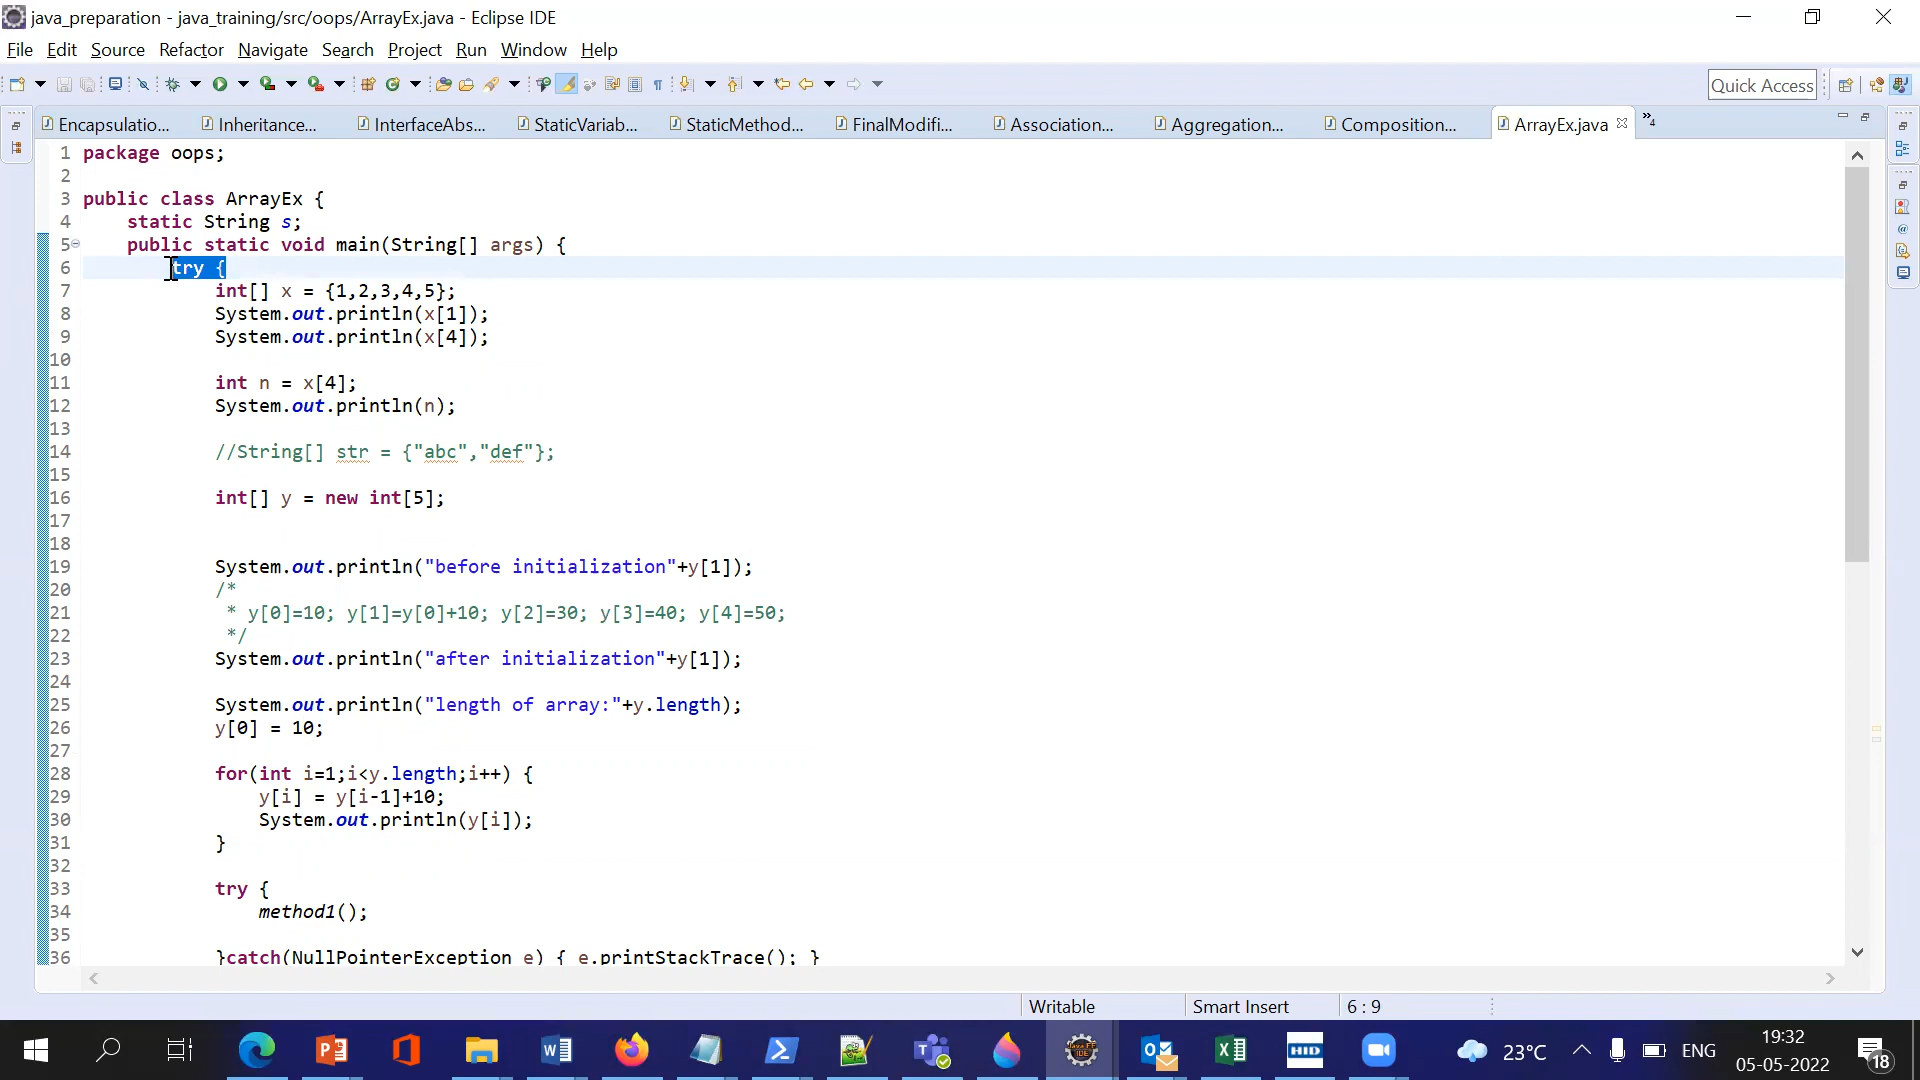 java_preparation - java_training/src/oops/ArrayEx.java - Eclipse IDE
File Edit Source Refactor Navigate Search Project Run Window Help
Quick Access
Encapsulatio... Inheritance... InterfaceAbs... StaticVariab... StaticMethod... FinalModifi... Association... Aggregation... Composition... ArrayEx.java »4
1 package oops;
2
3 public class ArrayEx {
4 static String s;
5 public static void main(String[] args) {
6 try {
7 int[] x = {1,2,3,4,5};
8 System.out.println(x[1]);
9 System.out.println(x[4]);
10
11 int n = x[4];
12 System.out.println(n);
13
14 //String[] str = {"abc","def"};
15
16 int[] y = new int[5];
17
18
19 System.out.println("before initialization"+y[1]);
20 /*
21 * y[0]=10; y[1]=y[0]+10; y[2]=30; y[3]=40; y[4]=50;
22 */
23 System.out.println("after initialization"+y[1]);
24
25 System.out.println("length of array:"+y.length);
26 y[0] = 10;
27
28 for(int i=1;i<y.length;i++) {
29 y[i] = y[i-1]+10;
30 System.out.println(y[i]);
31 }
32
33 try {
34 method1();
35
36 }catch(NullPointerException e) { e.printStackTrace(); }
Writable Smart Insert 6 : 9
23°C ENG 19:32
05-05-2022 18
HID